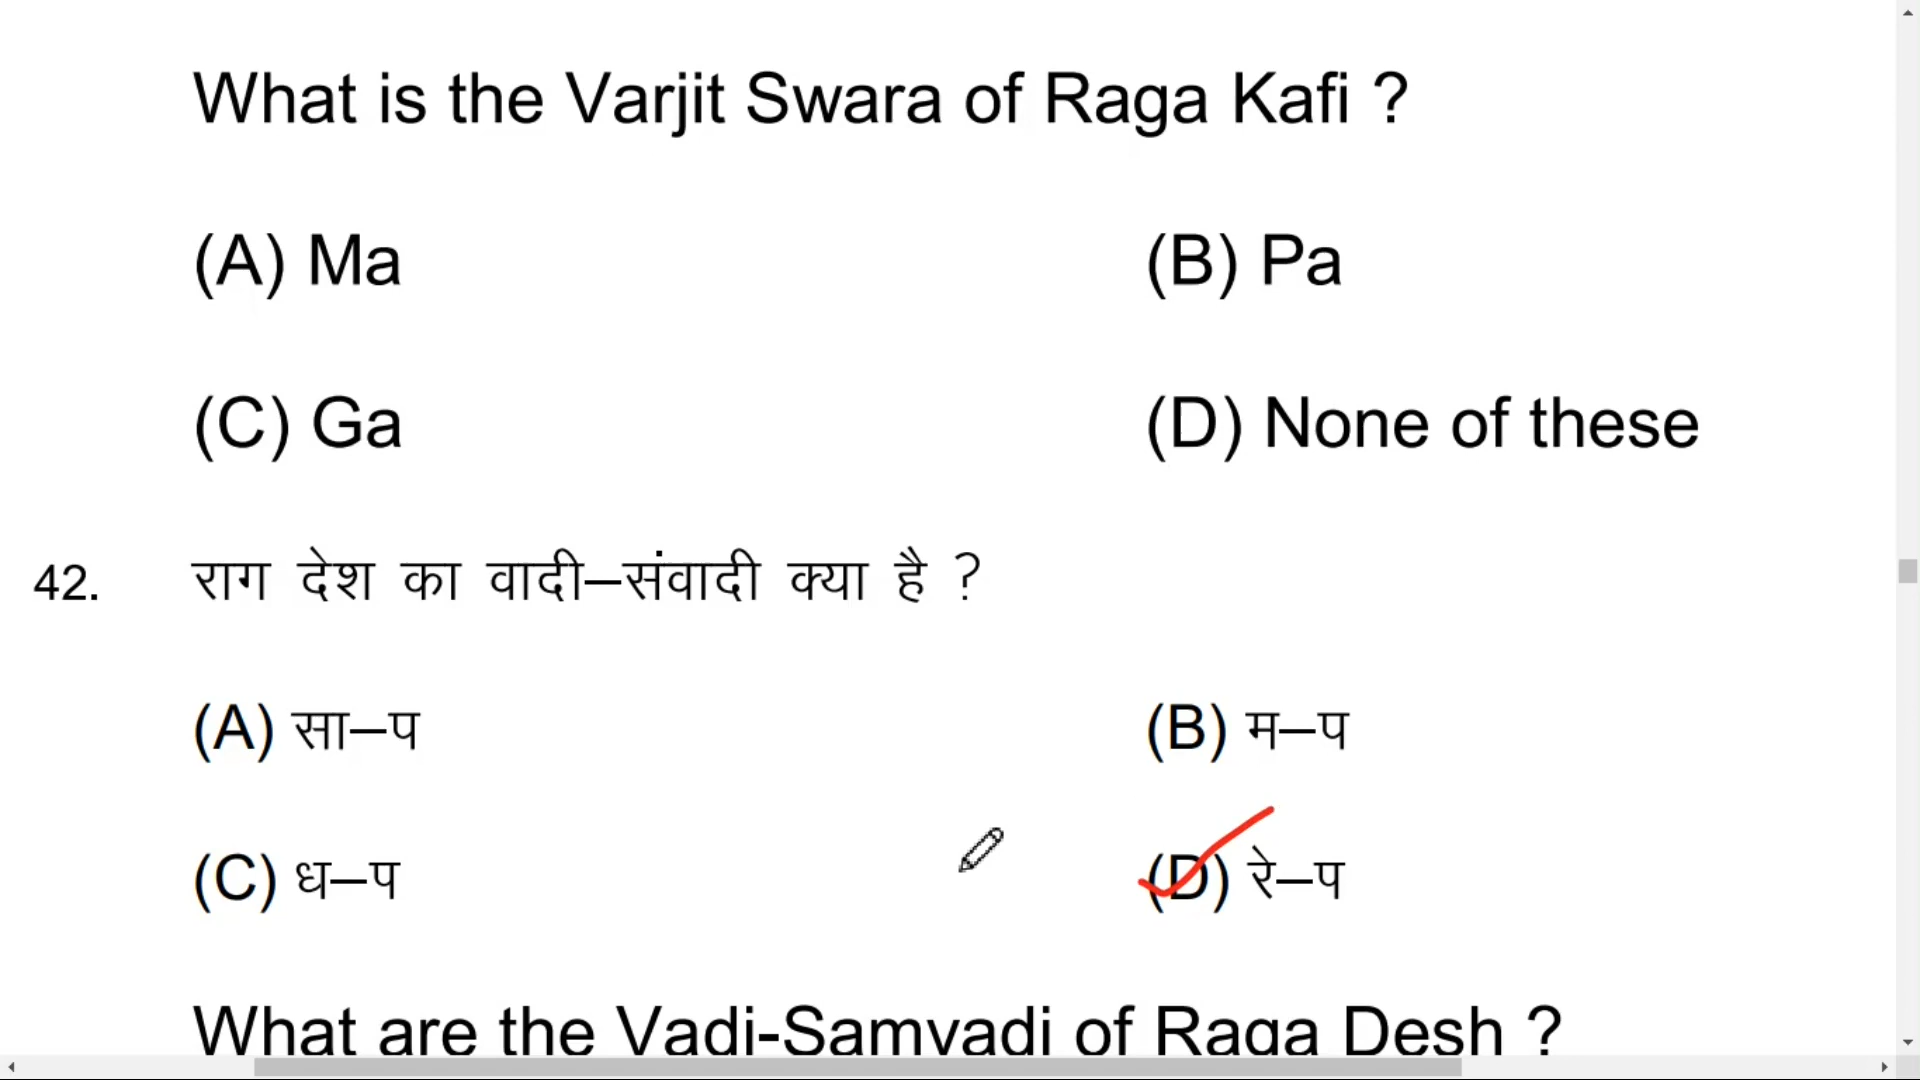 What is the Varjit Swara of Raga Kafi ?
(A) Ma (B) Pa
(C) Ga (D) None of these
42. राग देश का वादी–संवादी क्या है ?
(A) सा–प (B) म–प
(C) ध–प (D) रे–प
What are the Vadi-Samvadi of Raga Desh ?